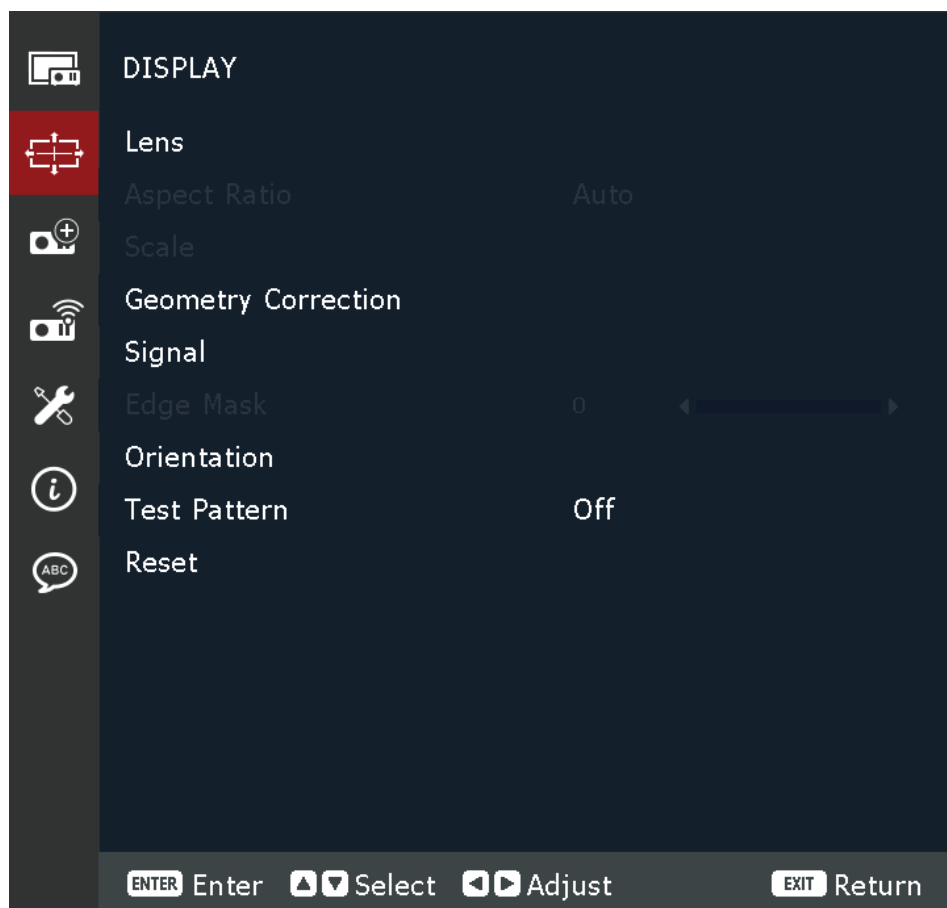 DISPLAY
Lens
Aspect Ratio Auto
Scale
Geometry Correction
Signal
Edge Mask 0
Orientation
Test Pattern Off
Reset
ABC
ENTER Enter Select Adjust EXIT Return